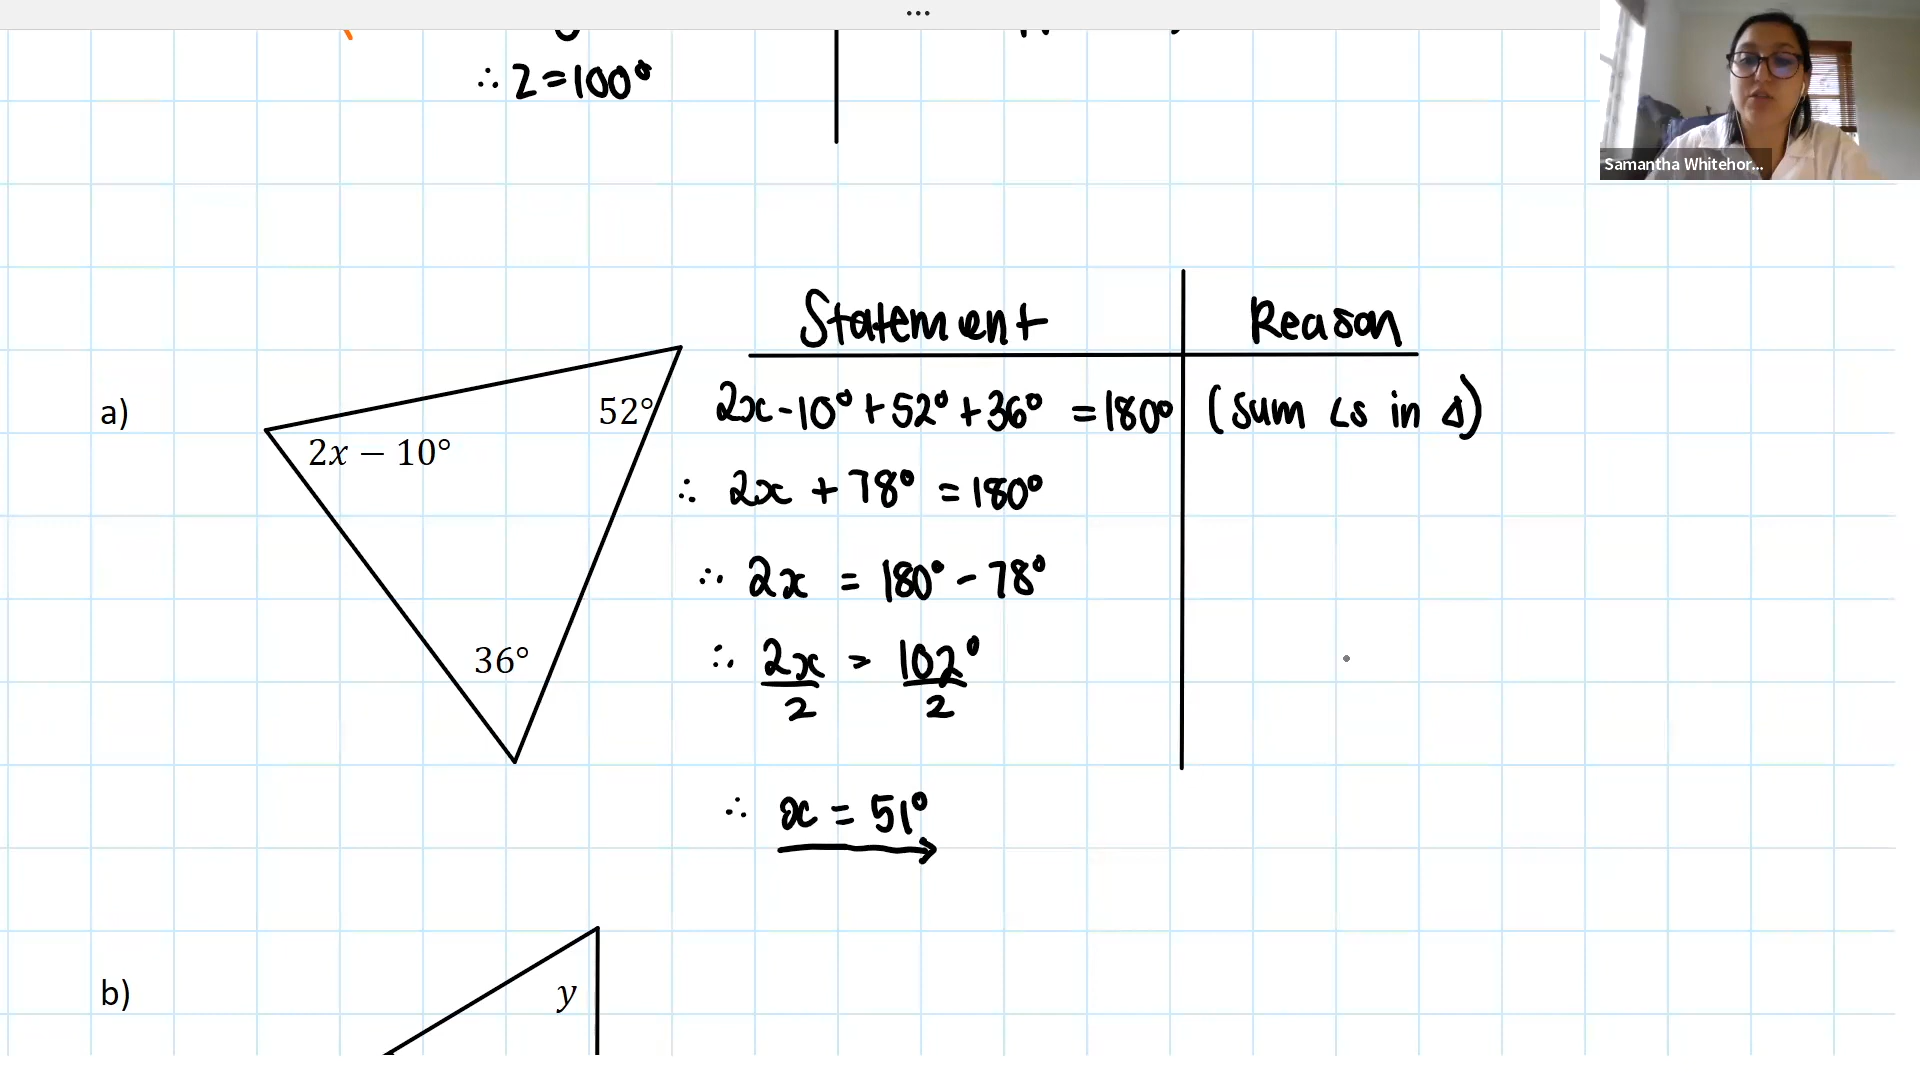 ...
∴ z = 100°
Samantha Whitehor...
Statement
Reason
a)
52°
2x − 10°
36°
2x - 10° + 52° + 36° = 180°
(sum ∠s in Δ)
∴ 2x + 78° = 180°
∴ 2x = 180° - 78°
∴ 2x/2 = 102°/2
∴ x = 51°
b)
y